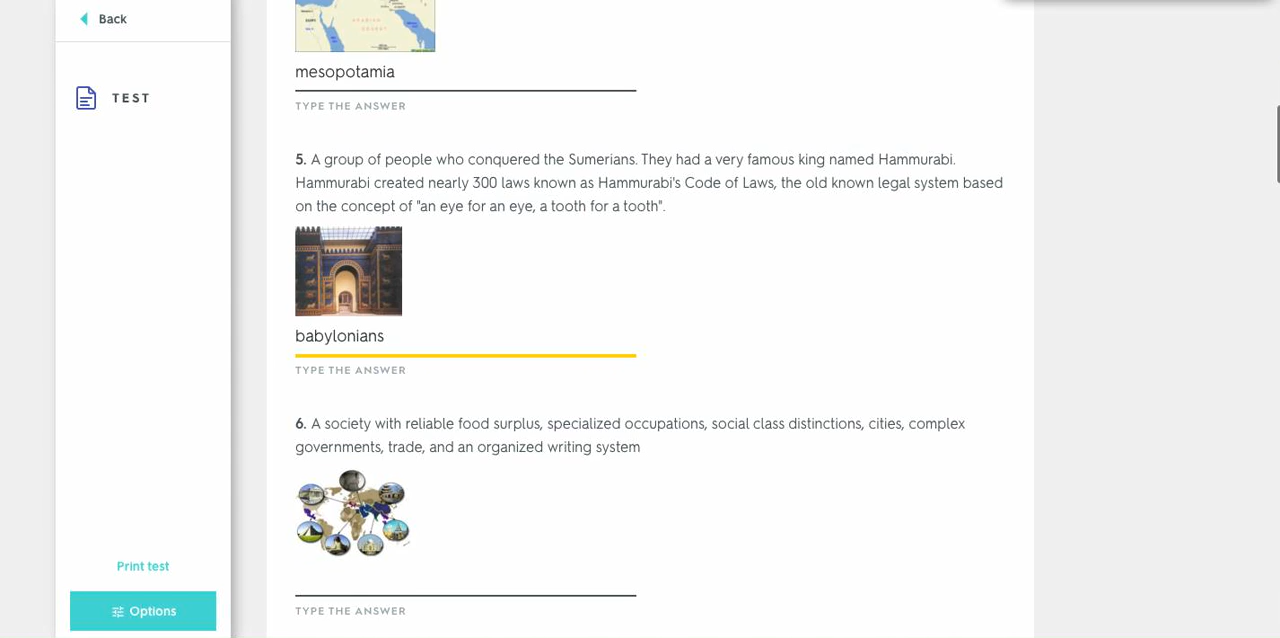 Back
TEST
mesopotamia
TYPE THE ANSWER
5. A group of people who conquered the Sumerians. They had a very famous king named Hammurabi.
Hammurabi created nearly 300 laws known as Hammurabi's Code of Laws, the old known legal system based
on the concept of "an eye for an eye, a tooth for a tooth".
babylonians
TYPE THE ANSWER
6. A society with reliable food surplus, specialized occupations, social class distinctions, cities, complex
governments, trade, and an organized writing system
TYPE THE ANSWER
Print test
Options